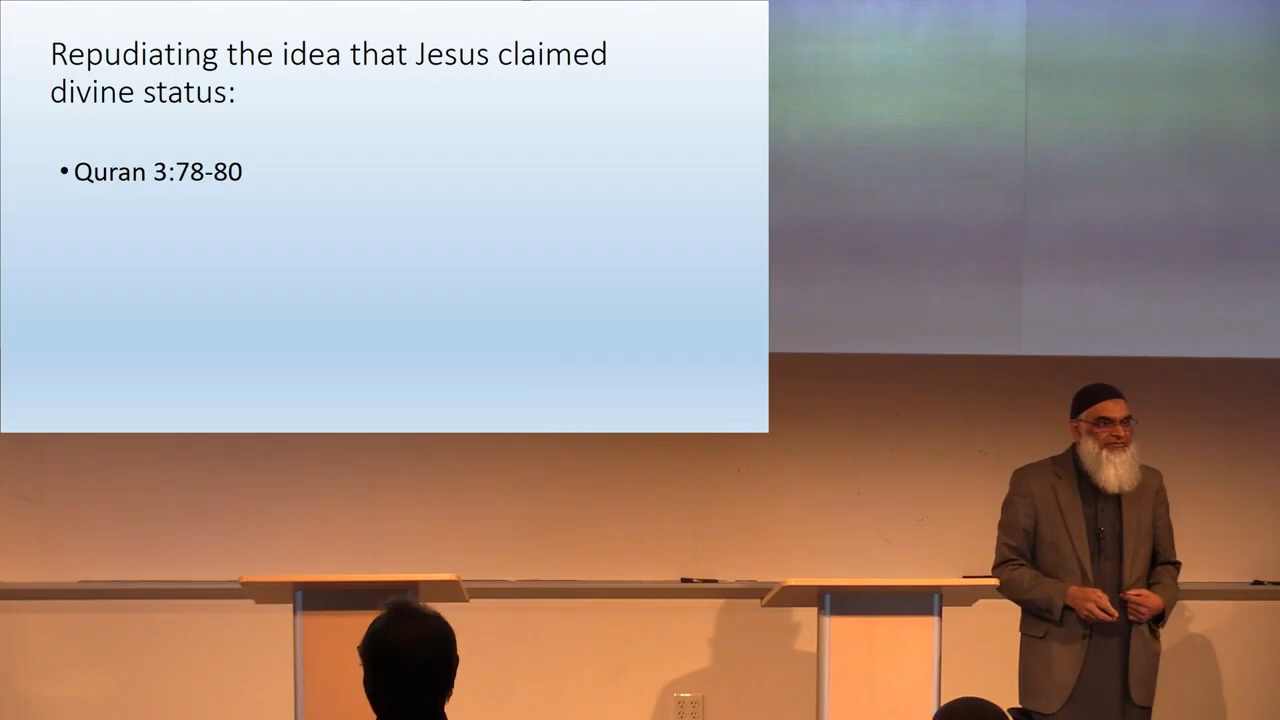 Repudiating the idea that Jesus claimed
divine status:
• Quran 3:78-80